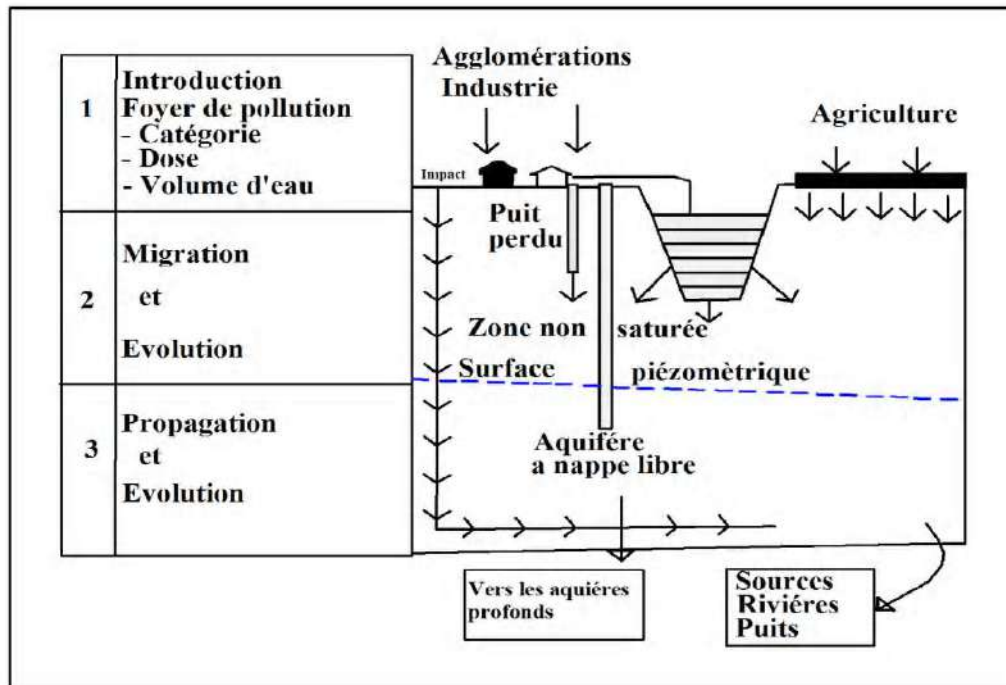 1
Introduction
Foyer de pollution
- Catégorie
- Dose
- Volume d'eau
2
Migration
et
Evolution
3
Propagation
et
Evolution
Agglomérations
Industrie
Agriculture
Impact
Puit
perdu
Zone non saturée
Surface piézomètrique
Aquifére
a nappe libre
Vers les aquiéres
profonds
Sources
Riviéres
Puits